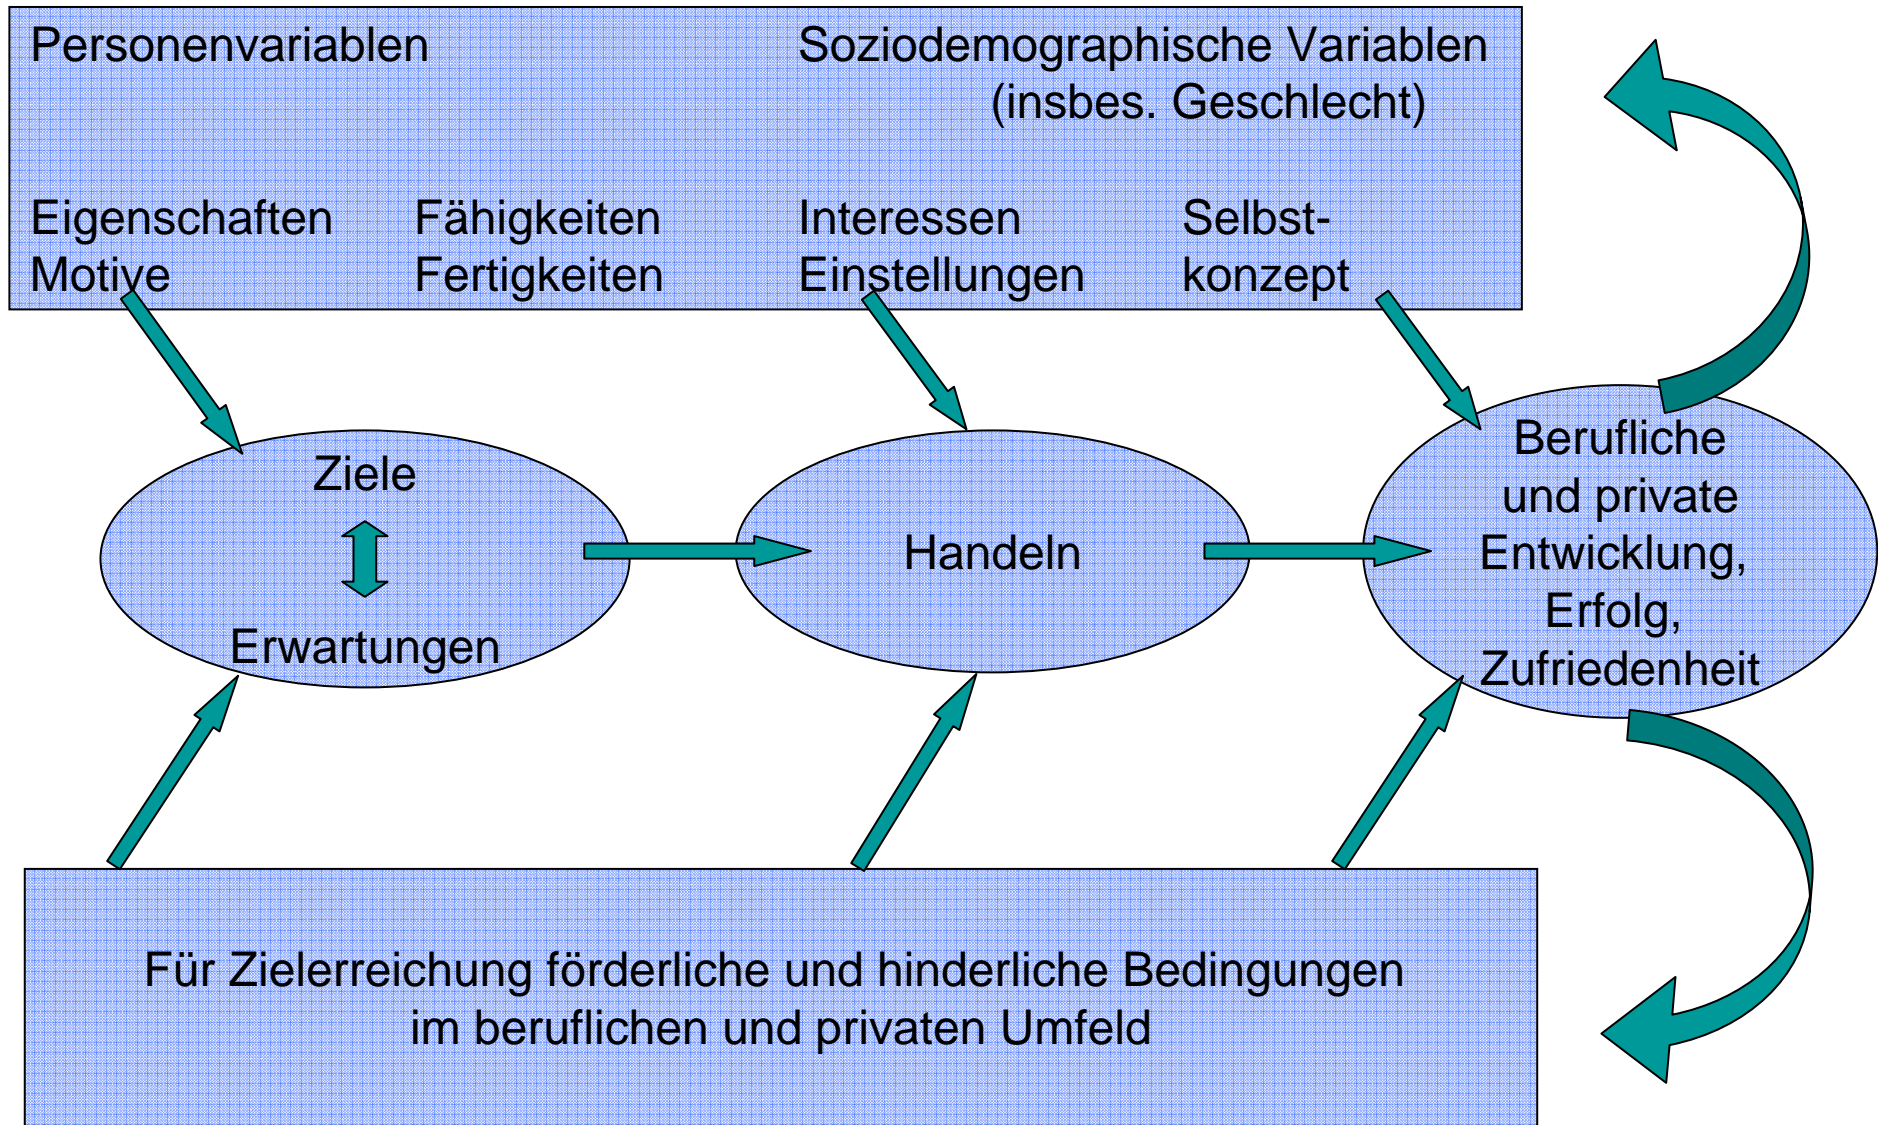 Personenvariablen Soziodemographische Variablen
(insbes. Geschlecht)
Eigenschaften Fähigkeiten Interessen Selbst-
Motive Fertigkeiten Einstellungen konzept
Ziele
Erwartungen
Handeln
Berufliche
und private
Entwicklung,
Erfolg,
Zufriedenheit
Für Zielerreichung förderliche und hinderliche Bedingungen
im beruflichen und privaten Umfeld